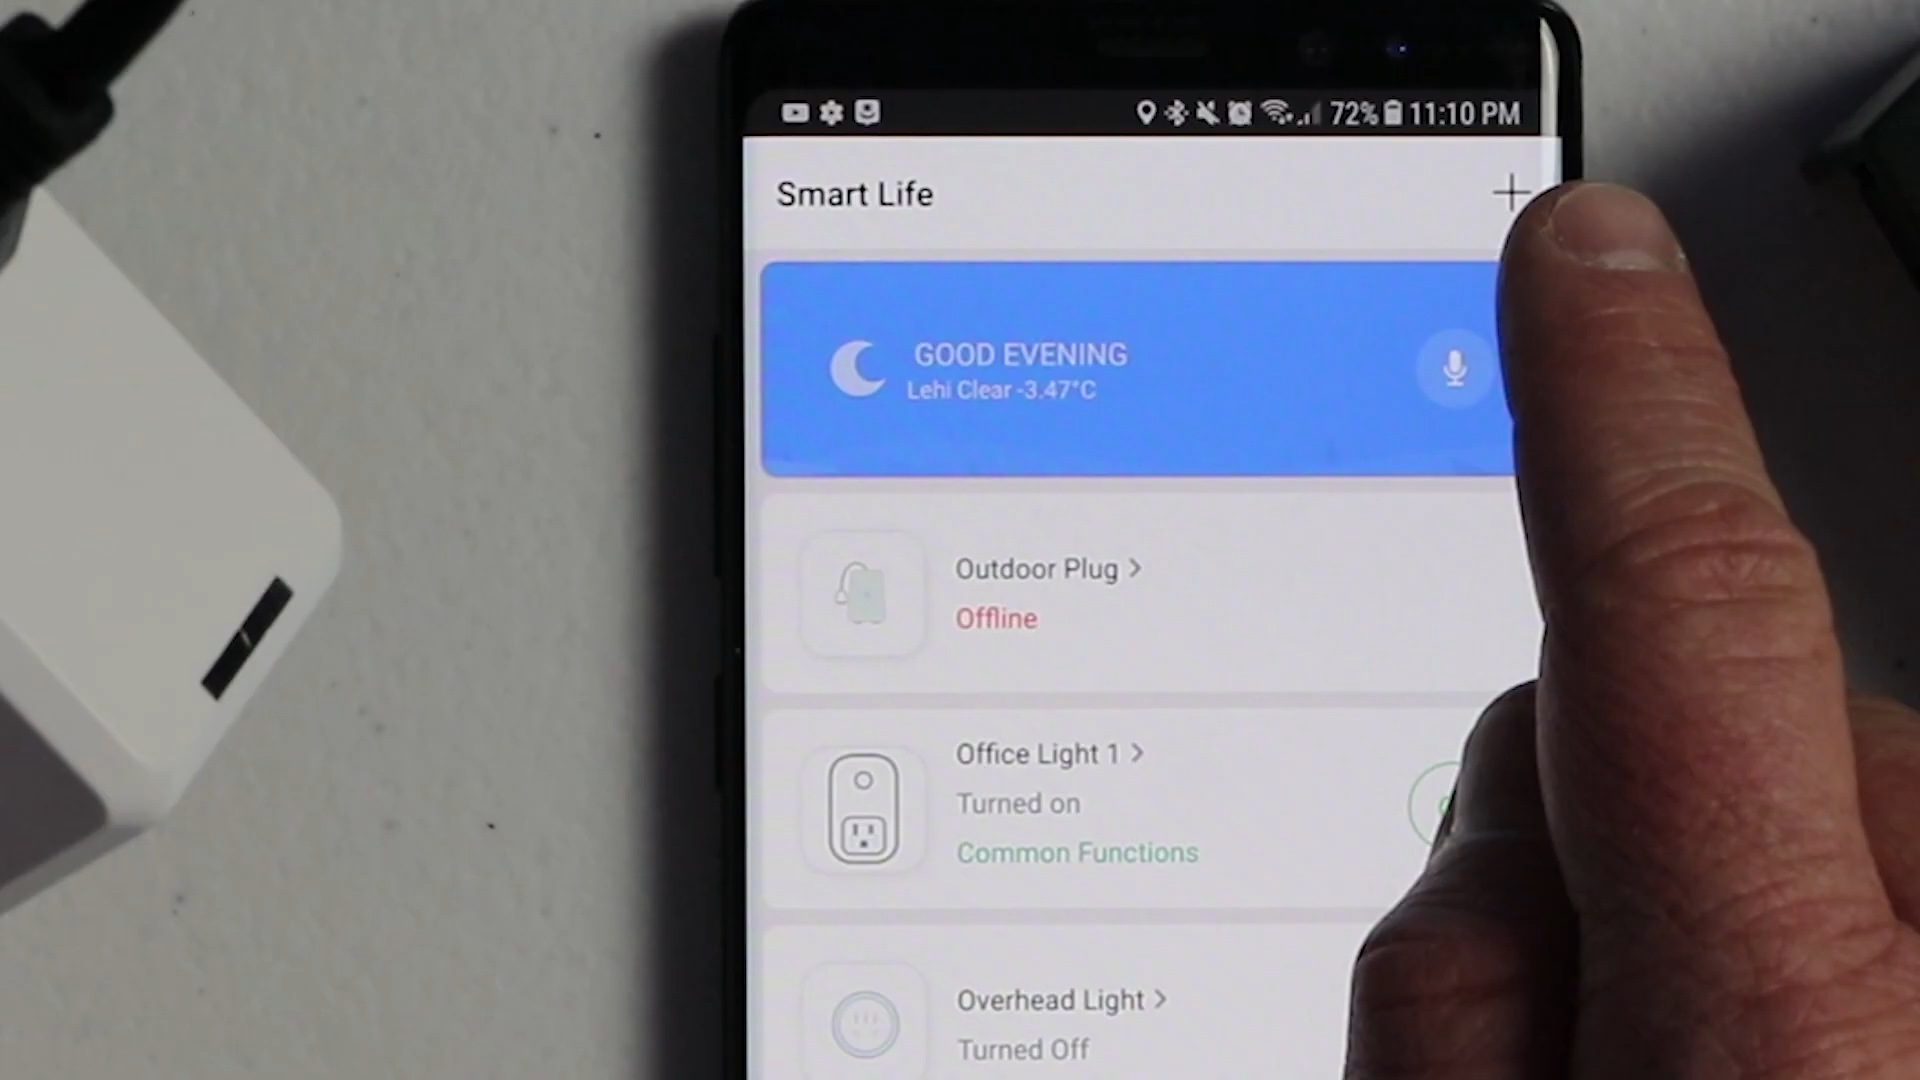 72% 11:10 PM
Smart Life
GOOD EVENING
Lehi Clear -3.47°C
Outdoor Plug >
Offline
Office Light 1 >
Turned on
Common Functions
Overhead Light >
Turned Off